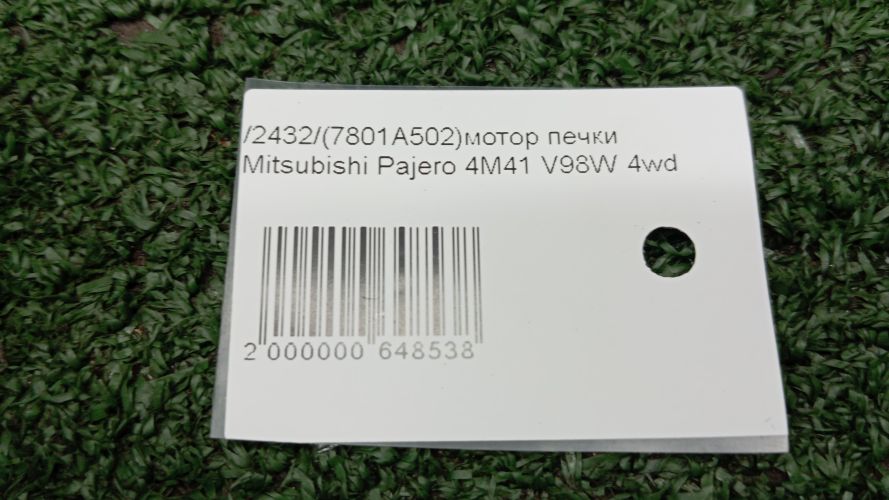 /2432/(7801A502)мотор печки
Mitsubishi Pajero 4M41 V98W 4wd
2 000000 648538